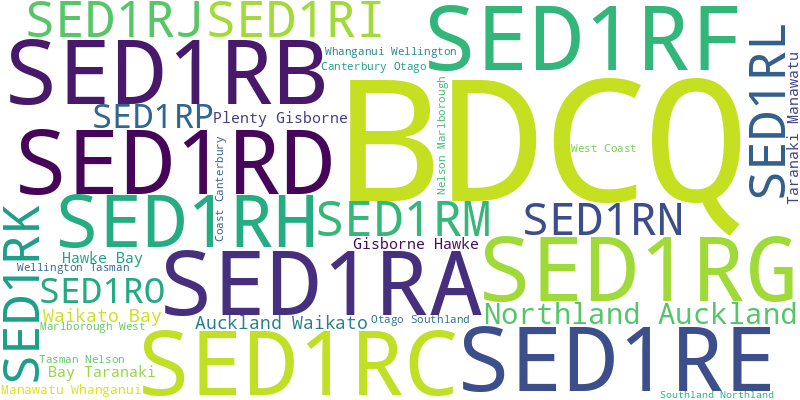 SED1RJ
SED1RI
SED1RF
SED1RL
Taranaki Manawatu
Whanganui Wellington
Canterbury Otago
SED1RB
BDCQ
Nelson Marlborough
SED1RP
Plenty Gisborne
SED1RD
Coast Canterbury
West Coast
SED1RK
SED1RH
SED1RM
SED1RN
Gisborne Hawke
Hawke Bay
Wellington Tasman
SED1RA
SED1RG
SED1RO
Waikato Bay
Marlborough West
Auckland Waikato
Otago Southland
Northland Auckland
SED1RC
SED1RE
Tasman Nelson
Bay Taranaki
Manawatu Whanganui
Southland Northland